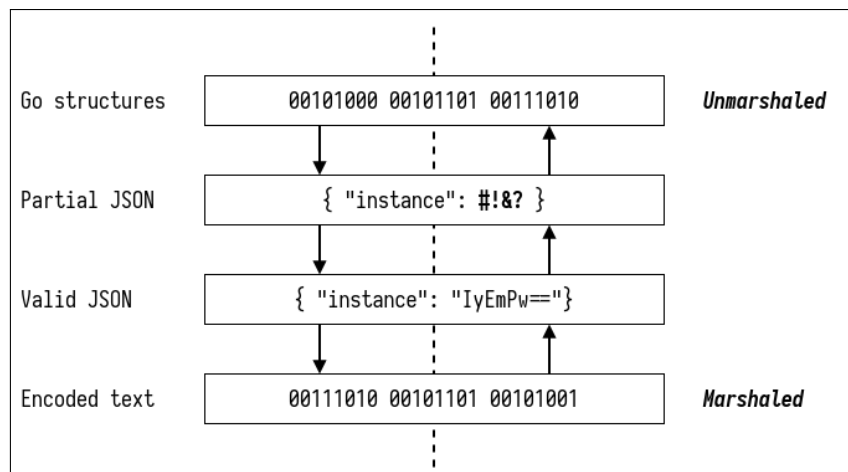 Go structures 00101000 00101101 00111010 Unmarshaled
Partial JSON { "instance": #!&? }
Valid JSON { "instance": "IyEmPw=="}
Encoded text 00111010 00101101 00101001 Marshaled